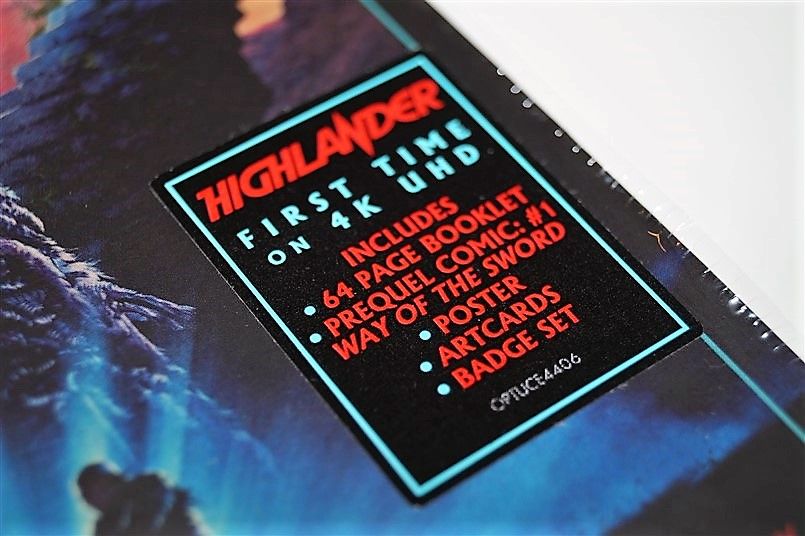 HIGHLANDER
FIRST TIME
ON 4K UHD
INCLUDES
• 64 PAGE BOOKLET
• PREQUEL COMIC: #1
WAY OF THE SWORD
• POSTER
• ARTCARDS
• BADGE SET
OPTUCE4406